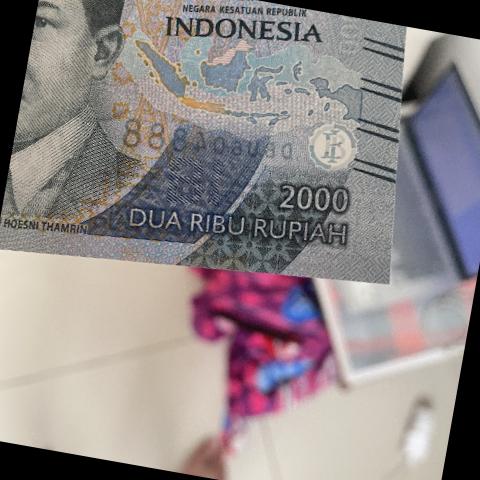 NEGARA KESATUAN REPUBLIK
INDONESIA
2000
DUA RIBU RUPIAH
HOESNI THAMRIN